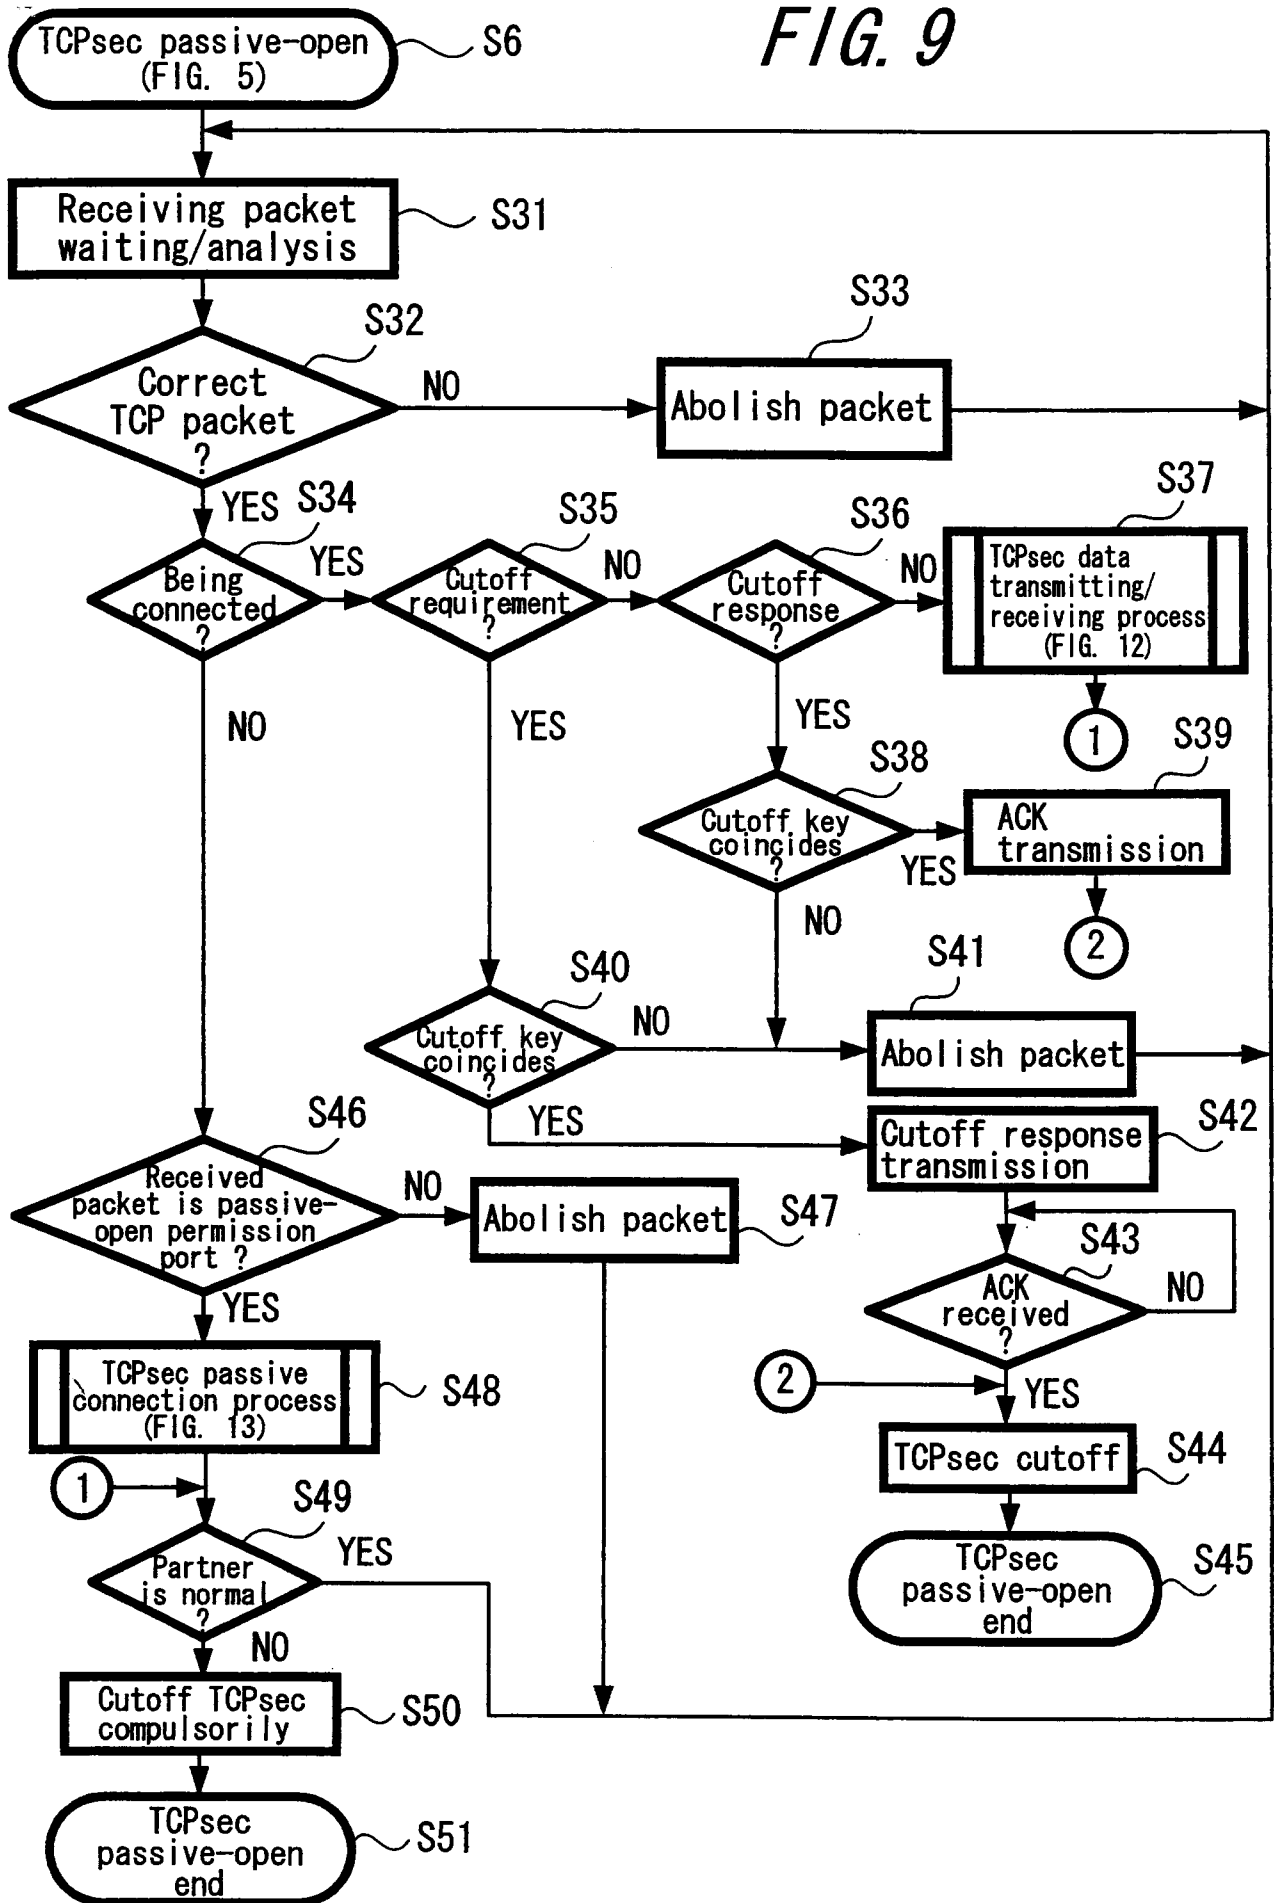 FIG. 9
TCPsec passive-open
(FIG. 5)
S6
Receiving packet
waiting/analysis
S31
Correct
TCP packet
?
S32
NO
YES
Abolish packet
S33
Being
connected
?
S34
YES
NO
Cutoff
requirement
?
S35
NO
YES
Cutoff
response
?
S36
NO
YES
TCPsec data
transmitting/
receiving process
(FIG. 12)
S37
1
Cutoff key
coincides
?
S38
YES
NO
ACK
transmission
S39
2
Cutoff key
coincides
?
S40
NO
YES
Abolish packet
S41
Cutoff response
transmission
S42
ACK
received
?
S43
NO
YES
2
TCPsec cutoff
S44
TCPsec
passive-open
end
S45
Received
packet is passive-
open permission
port ?
S46
NO
YES
Abolish packet
S47
TCPsec passive
connection process
(FIG. 13)
S48
1
Partner
is normal
?
S49
YES
NO
Cutoff TCPsec
compulsorily
S50
TCPsec
passive-open
end
S51